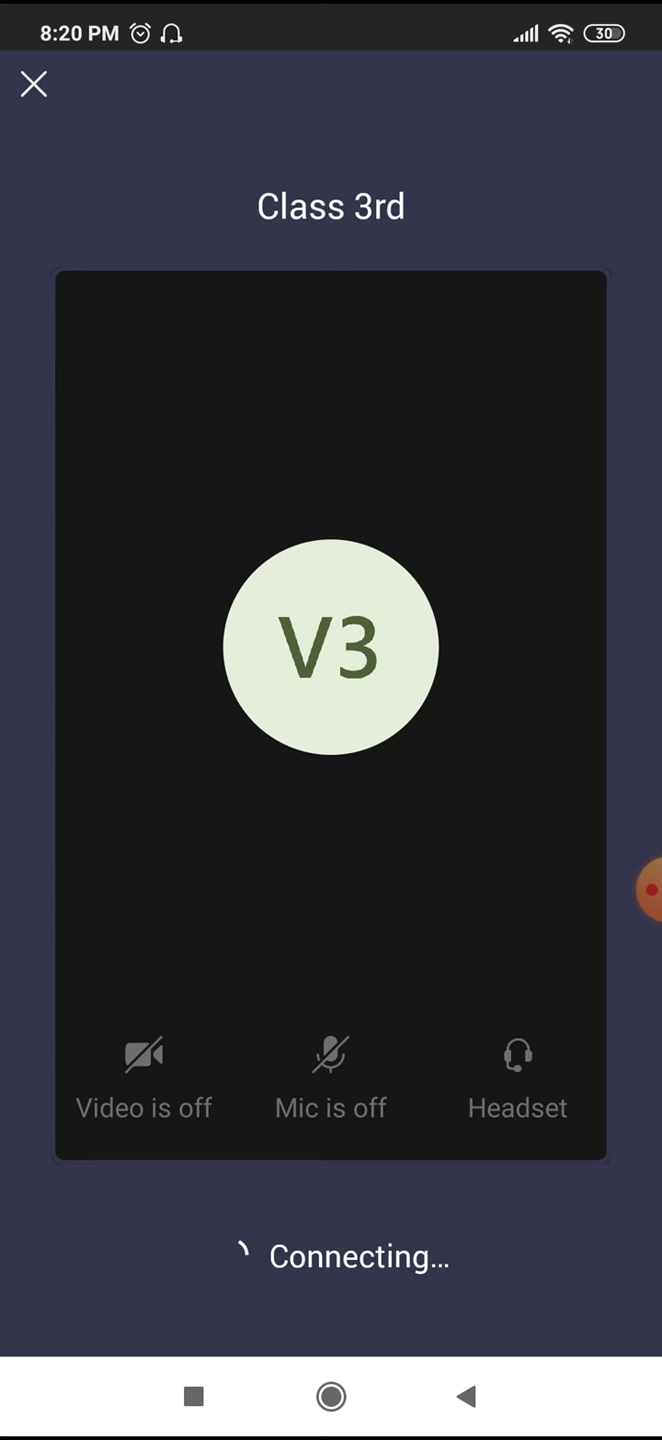 8:20 PM 30
Class 3rd
V3
Video is off Mic is off Headset
Connecting...